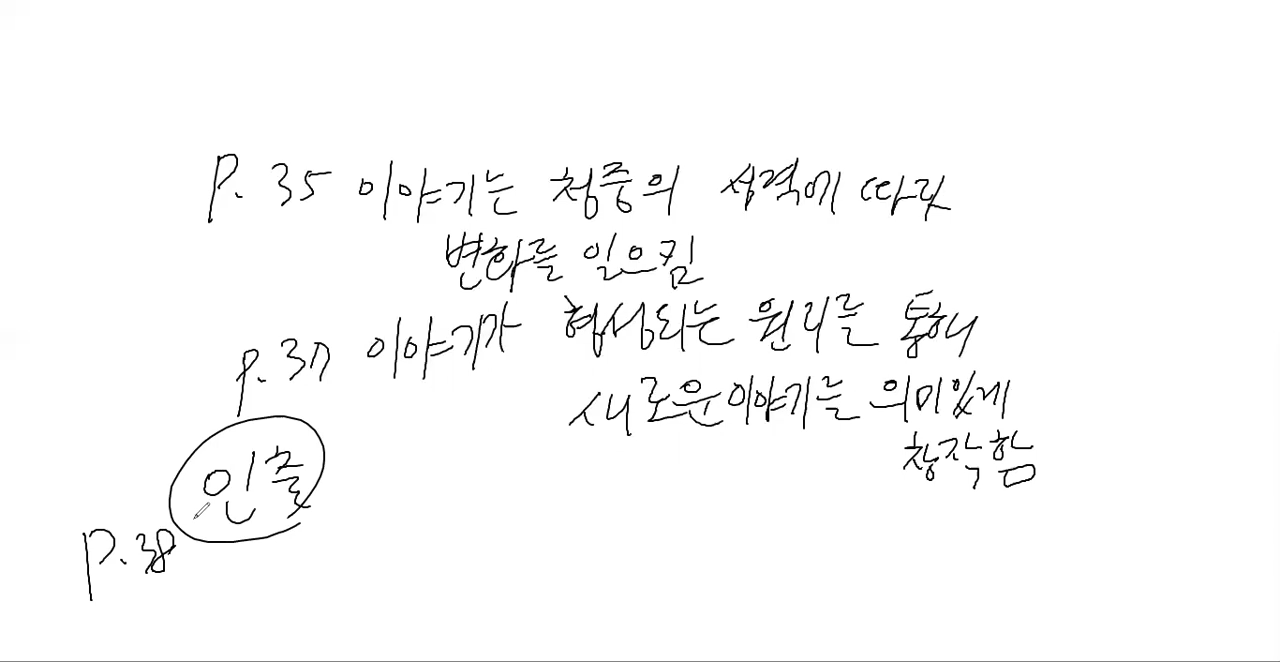 P. 35 이야기는 청중의 성격에 따라
변화를 일으킴
P. 37 이야기가 형성되는 원리를 통해
새로운 이야기를 의미있게
창작함
인출
P. 38